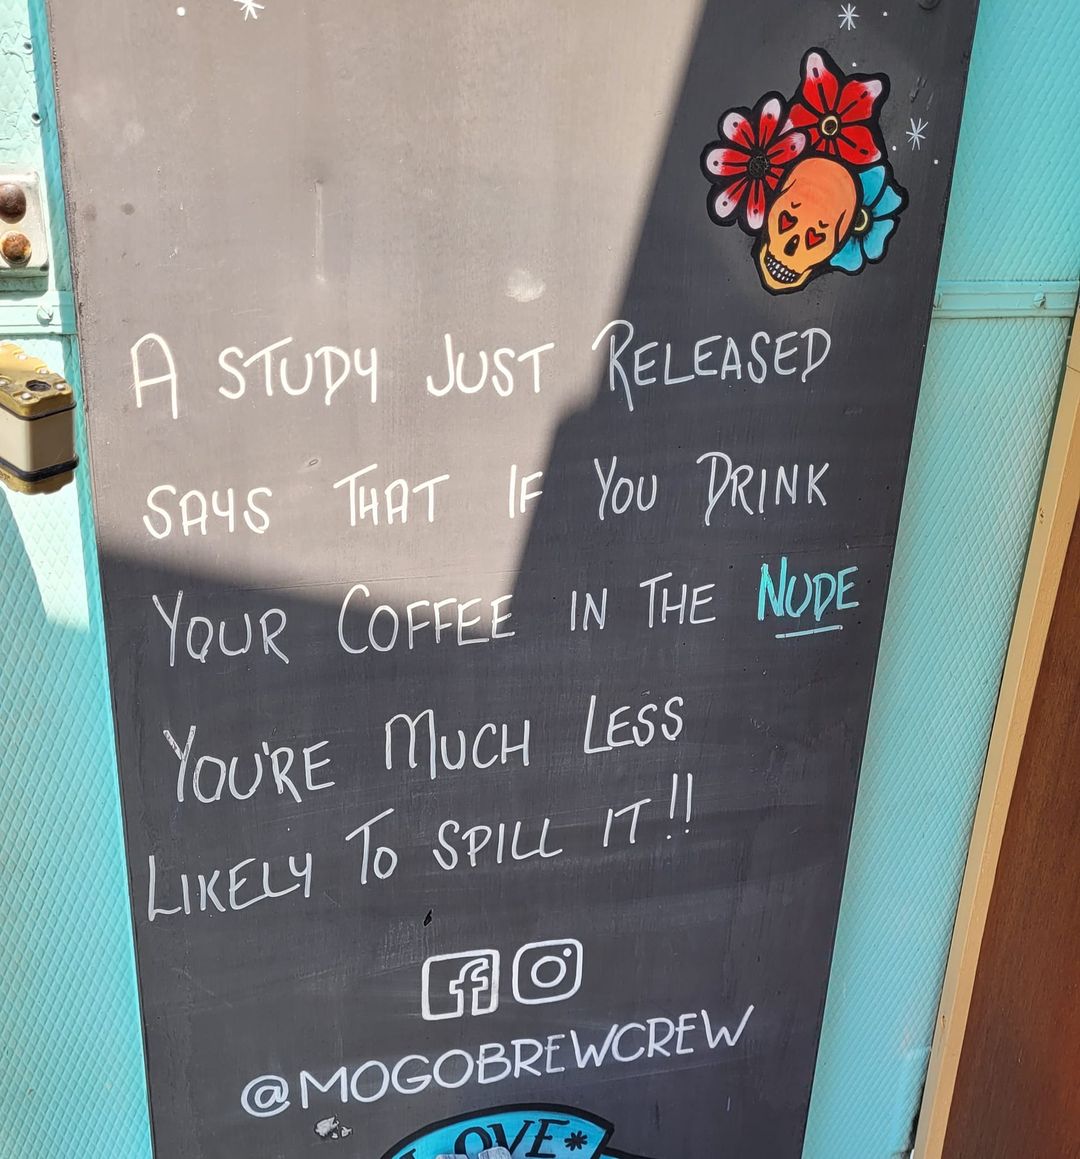 A STUDY JUST RELEASED
SAYS THAT IF YOU DRINK
YOUR COFFEE IN THE NUDE
YOU'RE MUCH LESS
LIKELY TO SPILL IT!!
@MOGOBREWCREW